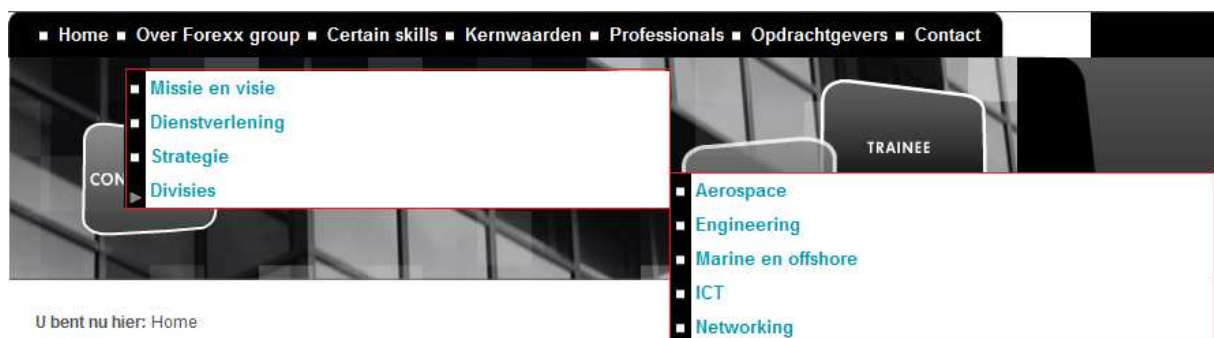 Home Over Forexx group Certain skills Kernwaarden Professionals Opdrachtgevers Contact
Missie en visie
Dienstverlening
Strategie
Divisies
CON
TRAINEE
Aerospace
Engineering
Marine en offshore
ICT
Networking
U bent nu hier: Home